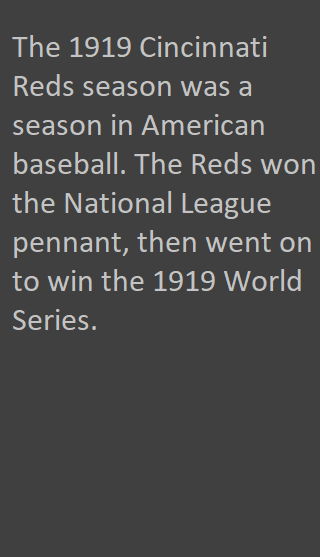 The 1919 Cincinnati
Reds season was a
season in American
baseball. The Reds won
the National League
pennant, then went on
to win the 1919 World
Series.